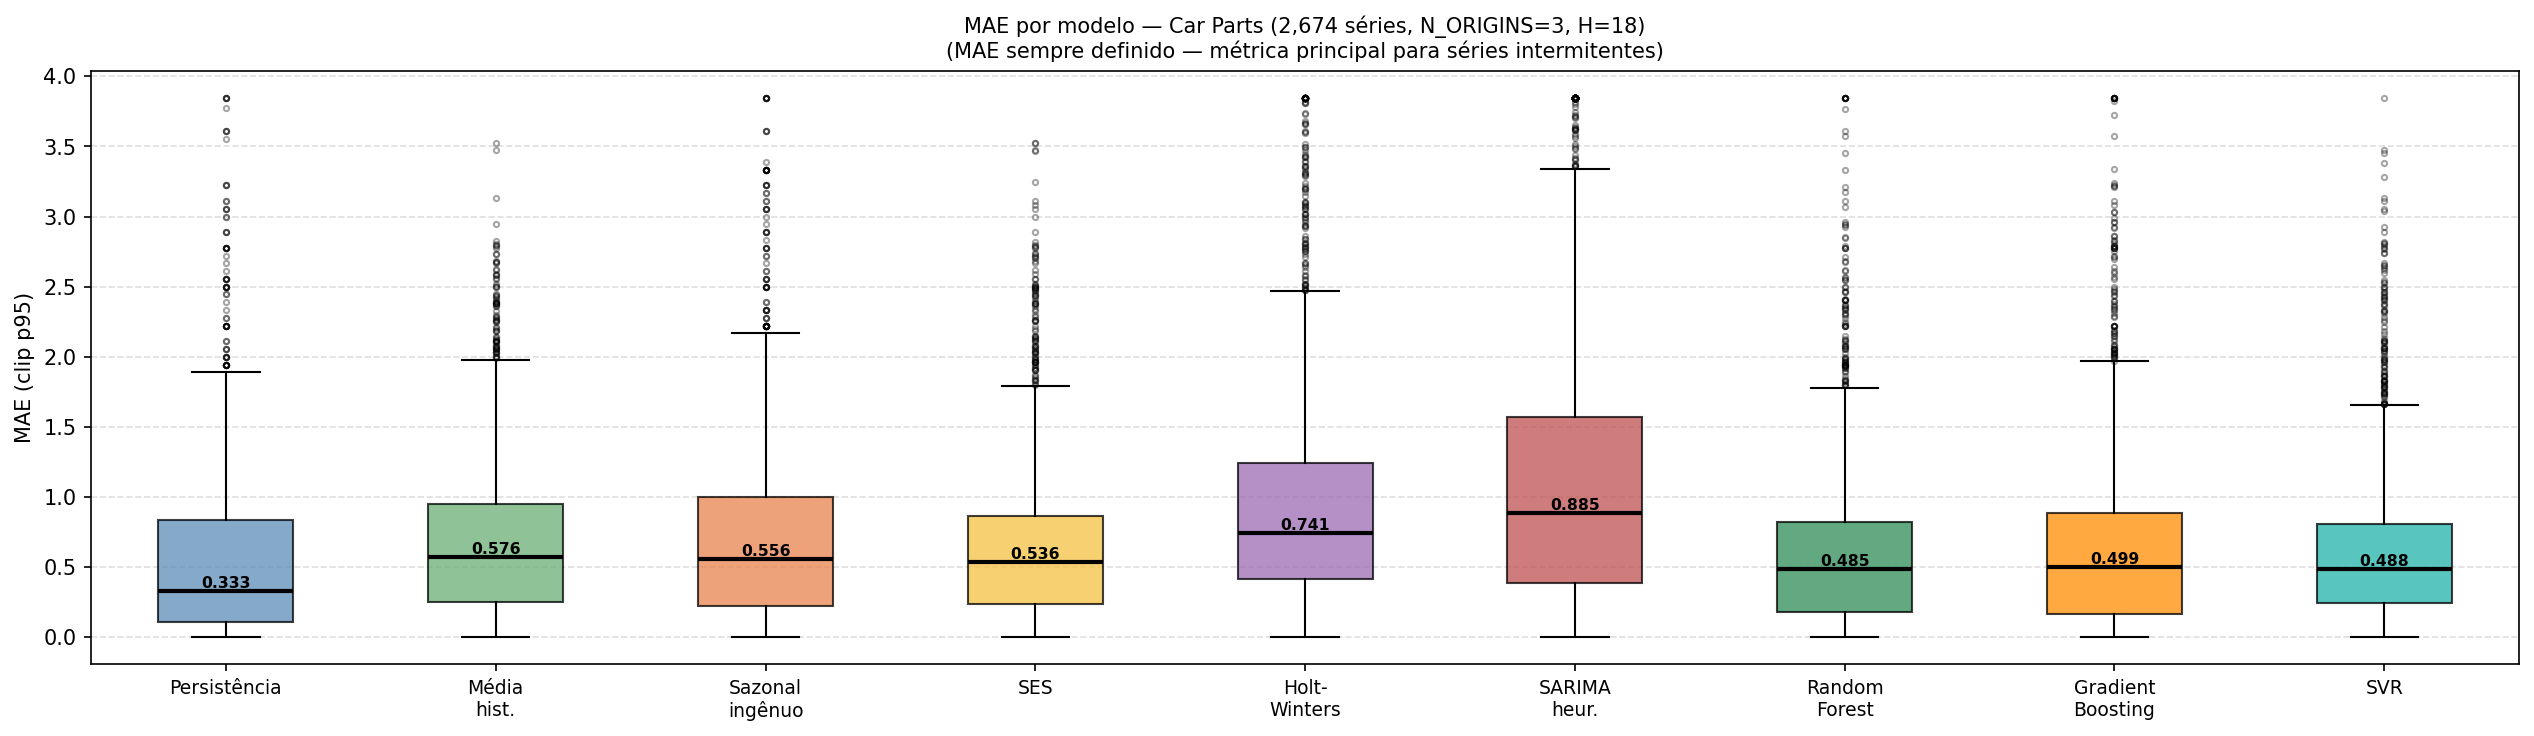 MAE por modelo — Car Parts (2,674 séries, N_ORIGINS=3, H=18)
(MAE sempre definido — métrica principal para séries intermitentes)
MAE (clip p95)
4.0
3.5
3.0
2.5
2.0
1.5
1.0
0.5
0.0
0.333
0.576
0.556
0.536
0.741
0.885
0.485
0.499
0.488
Persistência
Média
hist.
Sazonal
ingênuo
SES
Holt-
Winters
SARIMA
heur.
Random
Forest
Gradient
Boosting
SVR